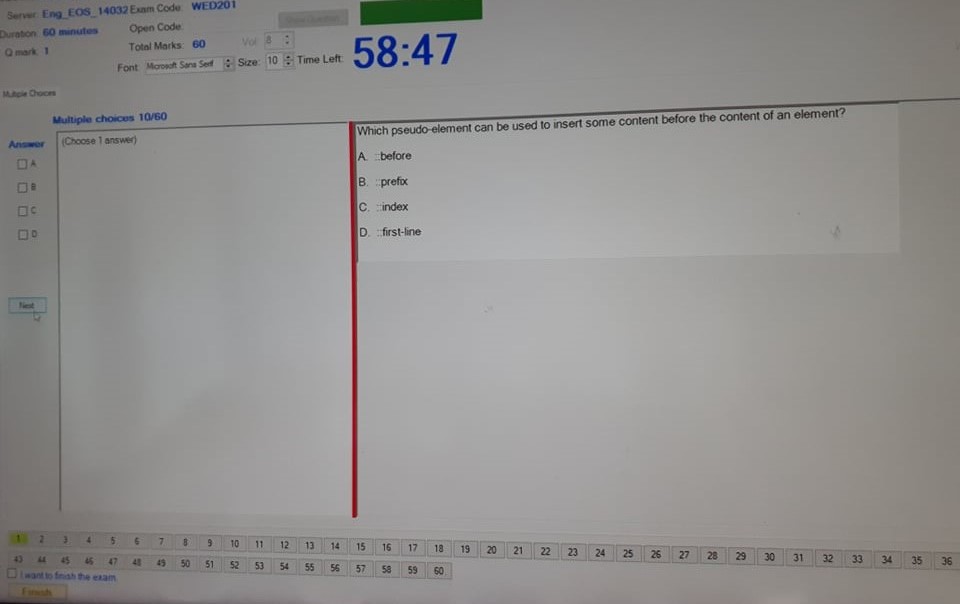 Server: Eng_EOS_14032 Exam Code: WED201
Duration: 60 minutes Open Code:
Q mark: 1 Total Marks: 60 Vol: 8
Font: Microsoft Sans Serif Size: 10 Time Left: 58:47
Multiple Choices
Multiple choices 10/60
Answer (Choose 1 answer)
A
B
C
D
Next
Which pseudo-element can be used to insert some content before the content of an element?
A. ::before
B. ::prefix
C. ::index
D. ::first-line
1 2 3 4 5 6 7 8 9 10 11 12 13 14 15 16 17 18 19 20 21 22 23 24 25 26 27 28 29 30 31 32 33 34 35 36
43 44 45 46 47 48 49 50 51 52 53 54 55 56 57 58 59 60
I want to finish the exam.
Finish